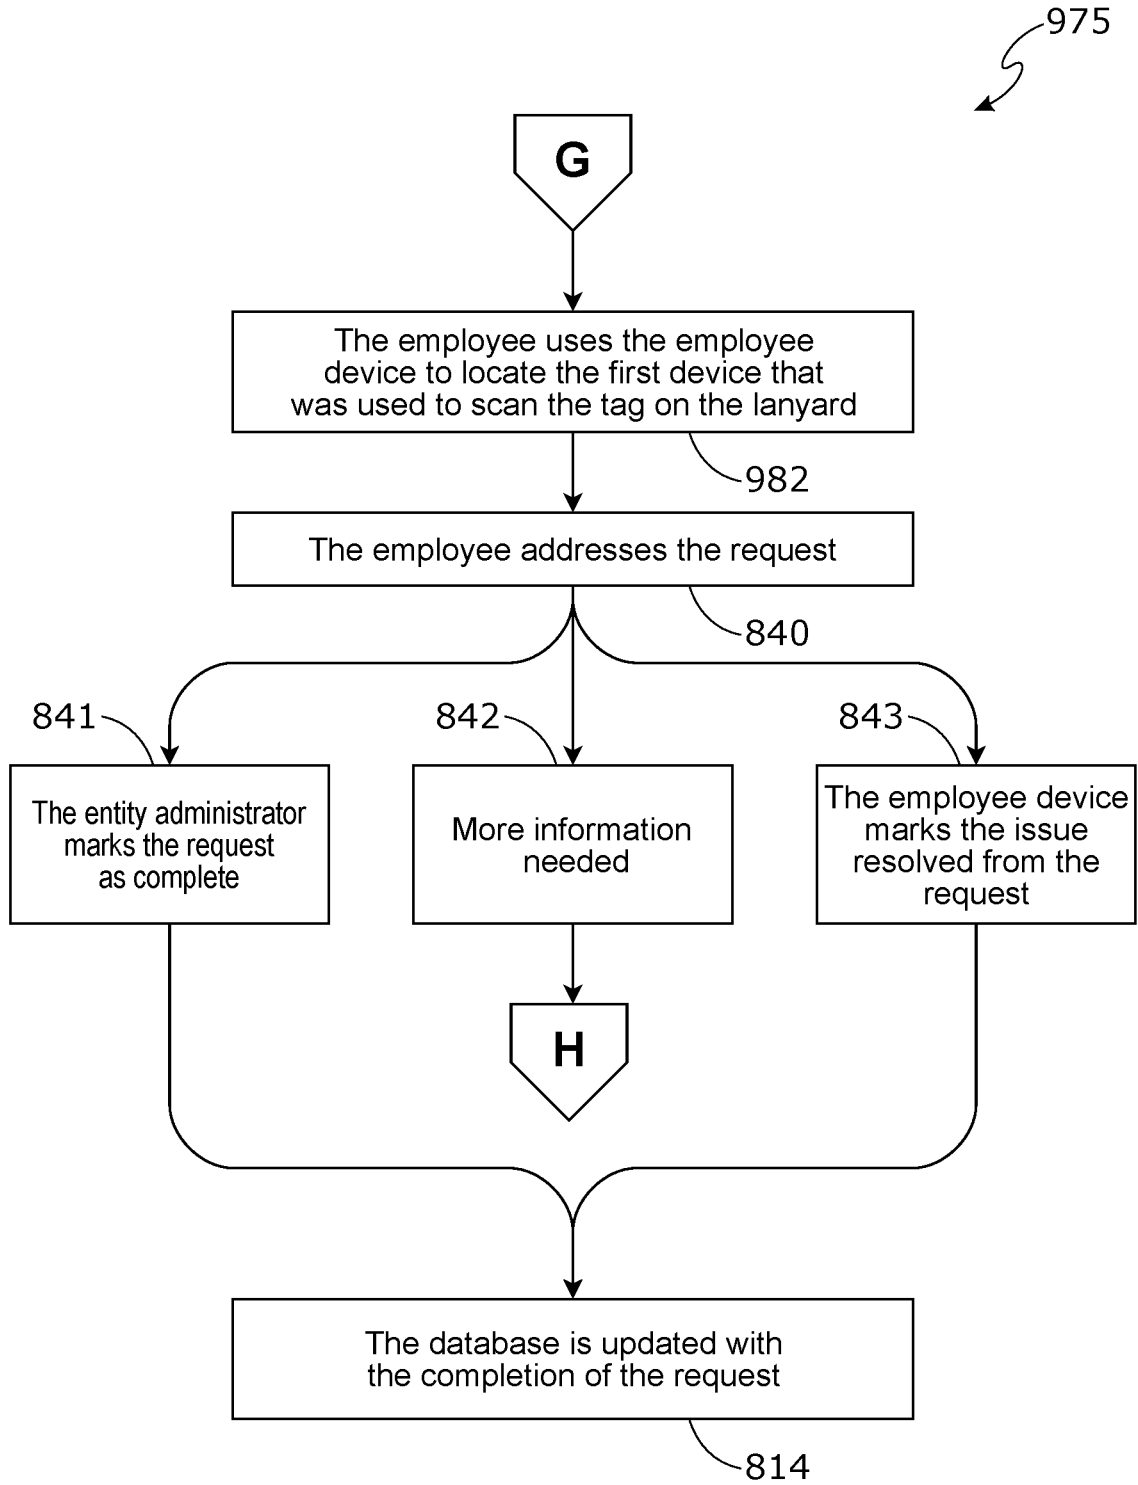 975
G
The employee uses the employee
device to locate the first device that
was used to scan the tag on the lanyard
982
The employee addresses the request
840
841
842
843
The entity administrator
marks the request
as complete
More information
needed
The employee device
marks the issue
resolved from the
request
H
The database is updated with
the completion of the request
814